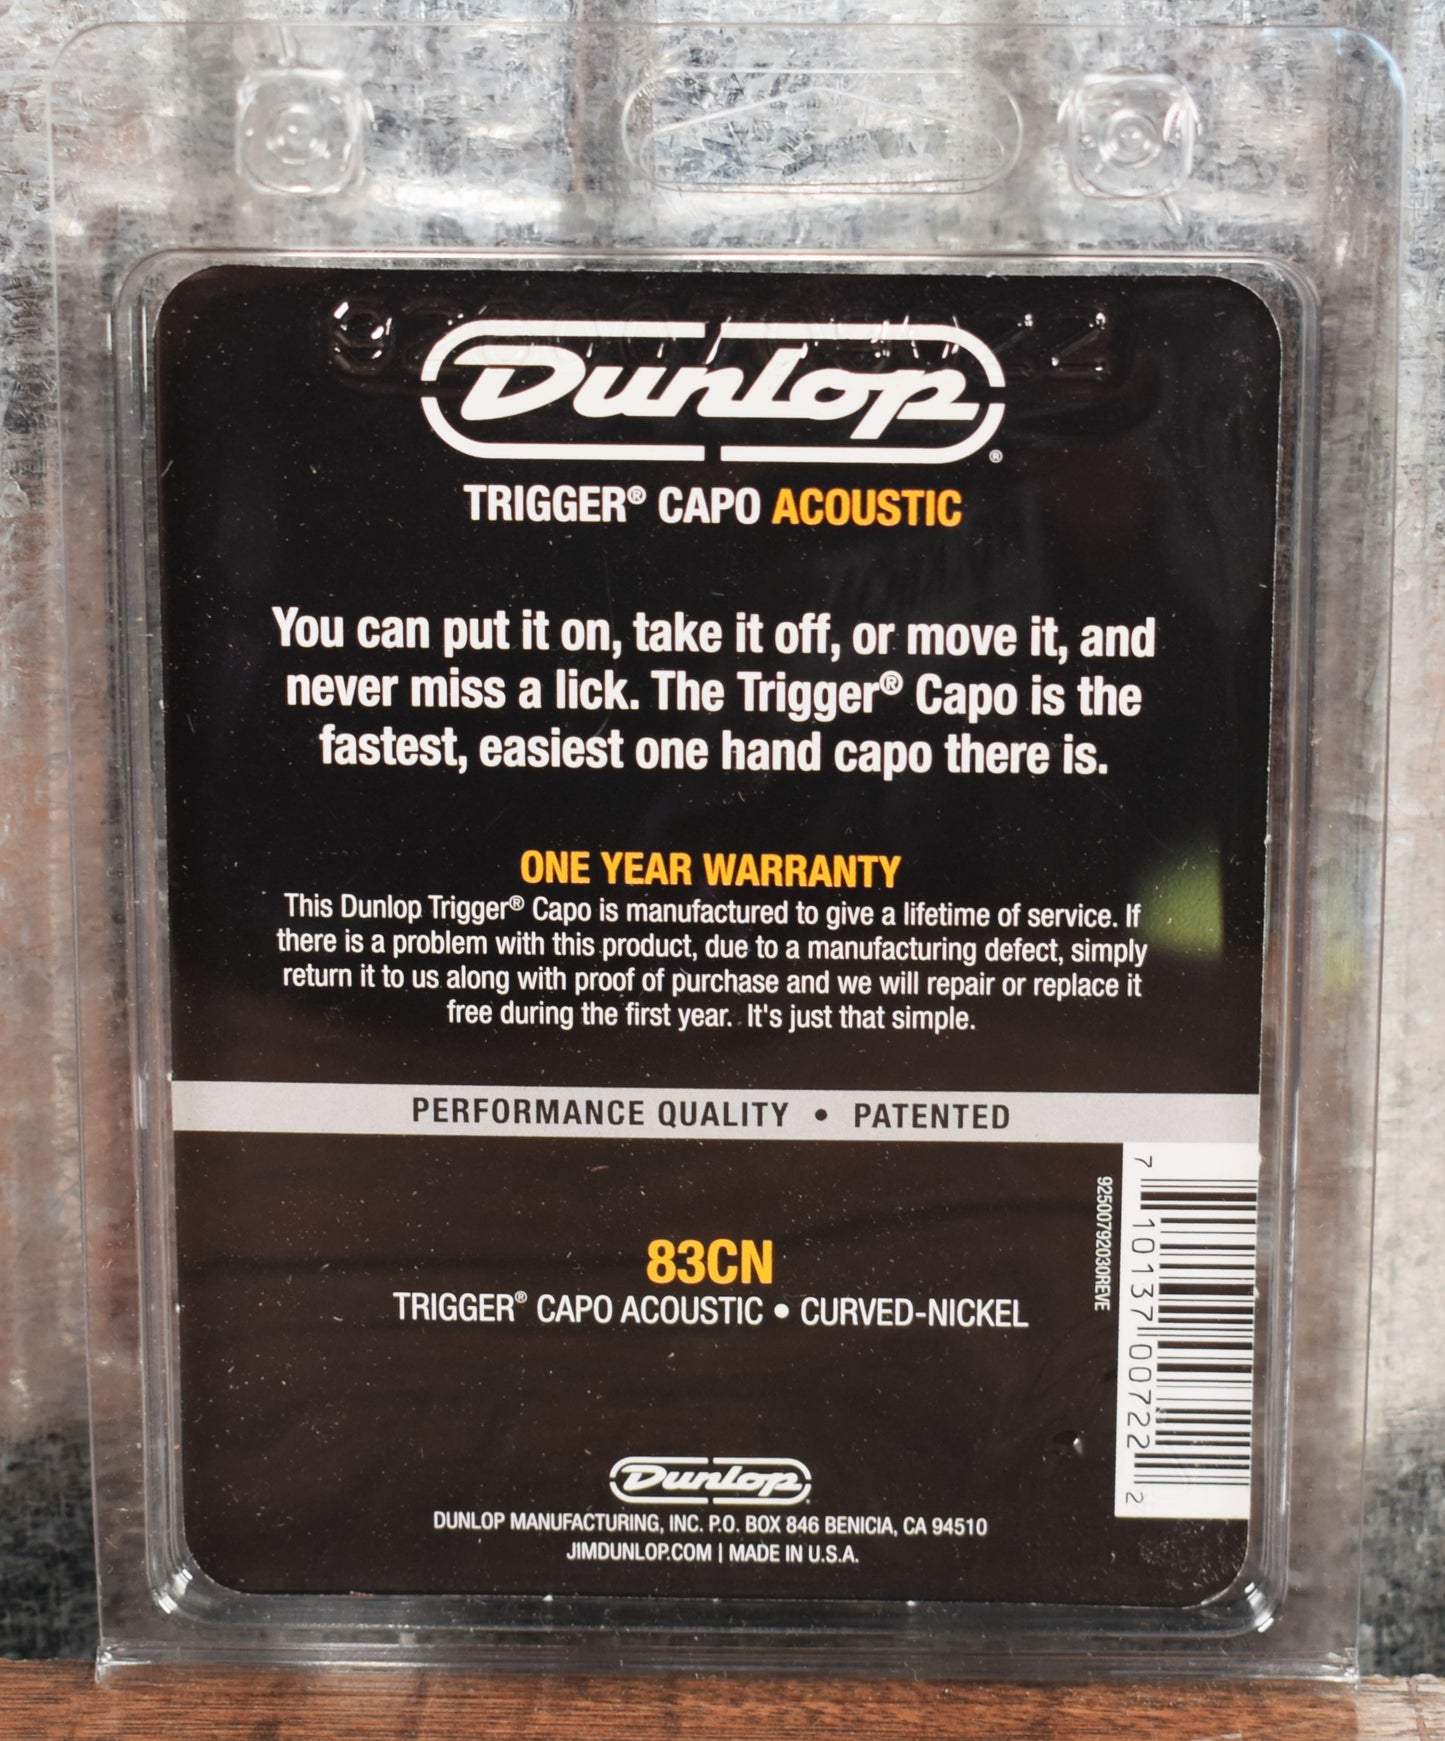 Dunlop®
TRIGGER® CAPO ACOUSTIC
You can put it on, take it off, or move it, and
never miss a lick. The Trigger® Capo is the
fastest, easiest one hand capo there is.
ONE YEAR WARRANTY
This Dunlop Trigger® Capo is manufactured to give a lifetime of service. If
there is a problem with this product, due to a manufacturing defect, simply
return it to us along with proof of purchase and we will repair or replace it
free during the first year. It's just that simple.
PERFORMANCE QUALITY • PATENTED
83CN
TRIGGER® CAPO ACOUSTIC • CURVED-NICKEL
92500792030REVE
7 10137 00722 2
Dunlop
DUNLOP MANUFACTURING, INC. P.O. BOX 846 BENICIA, CA 94510
JIMDUNLOP.COM | MADE IN U.S.A.